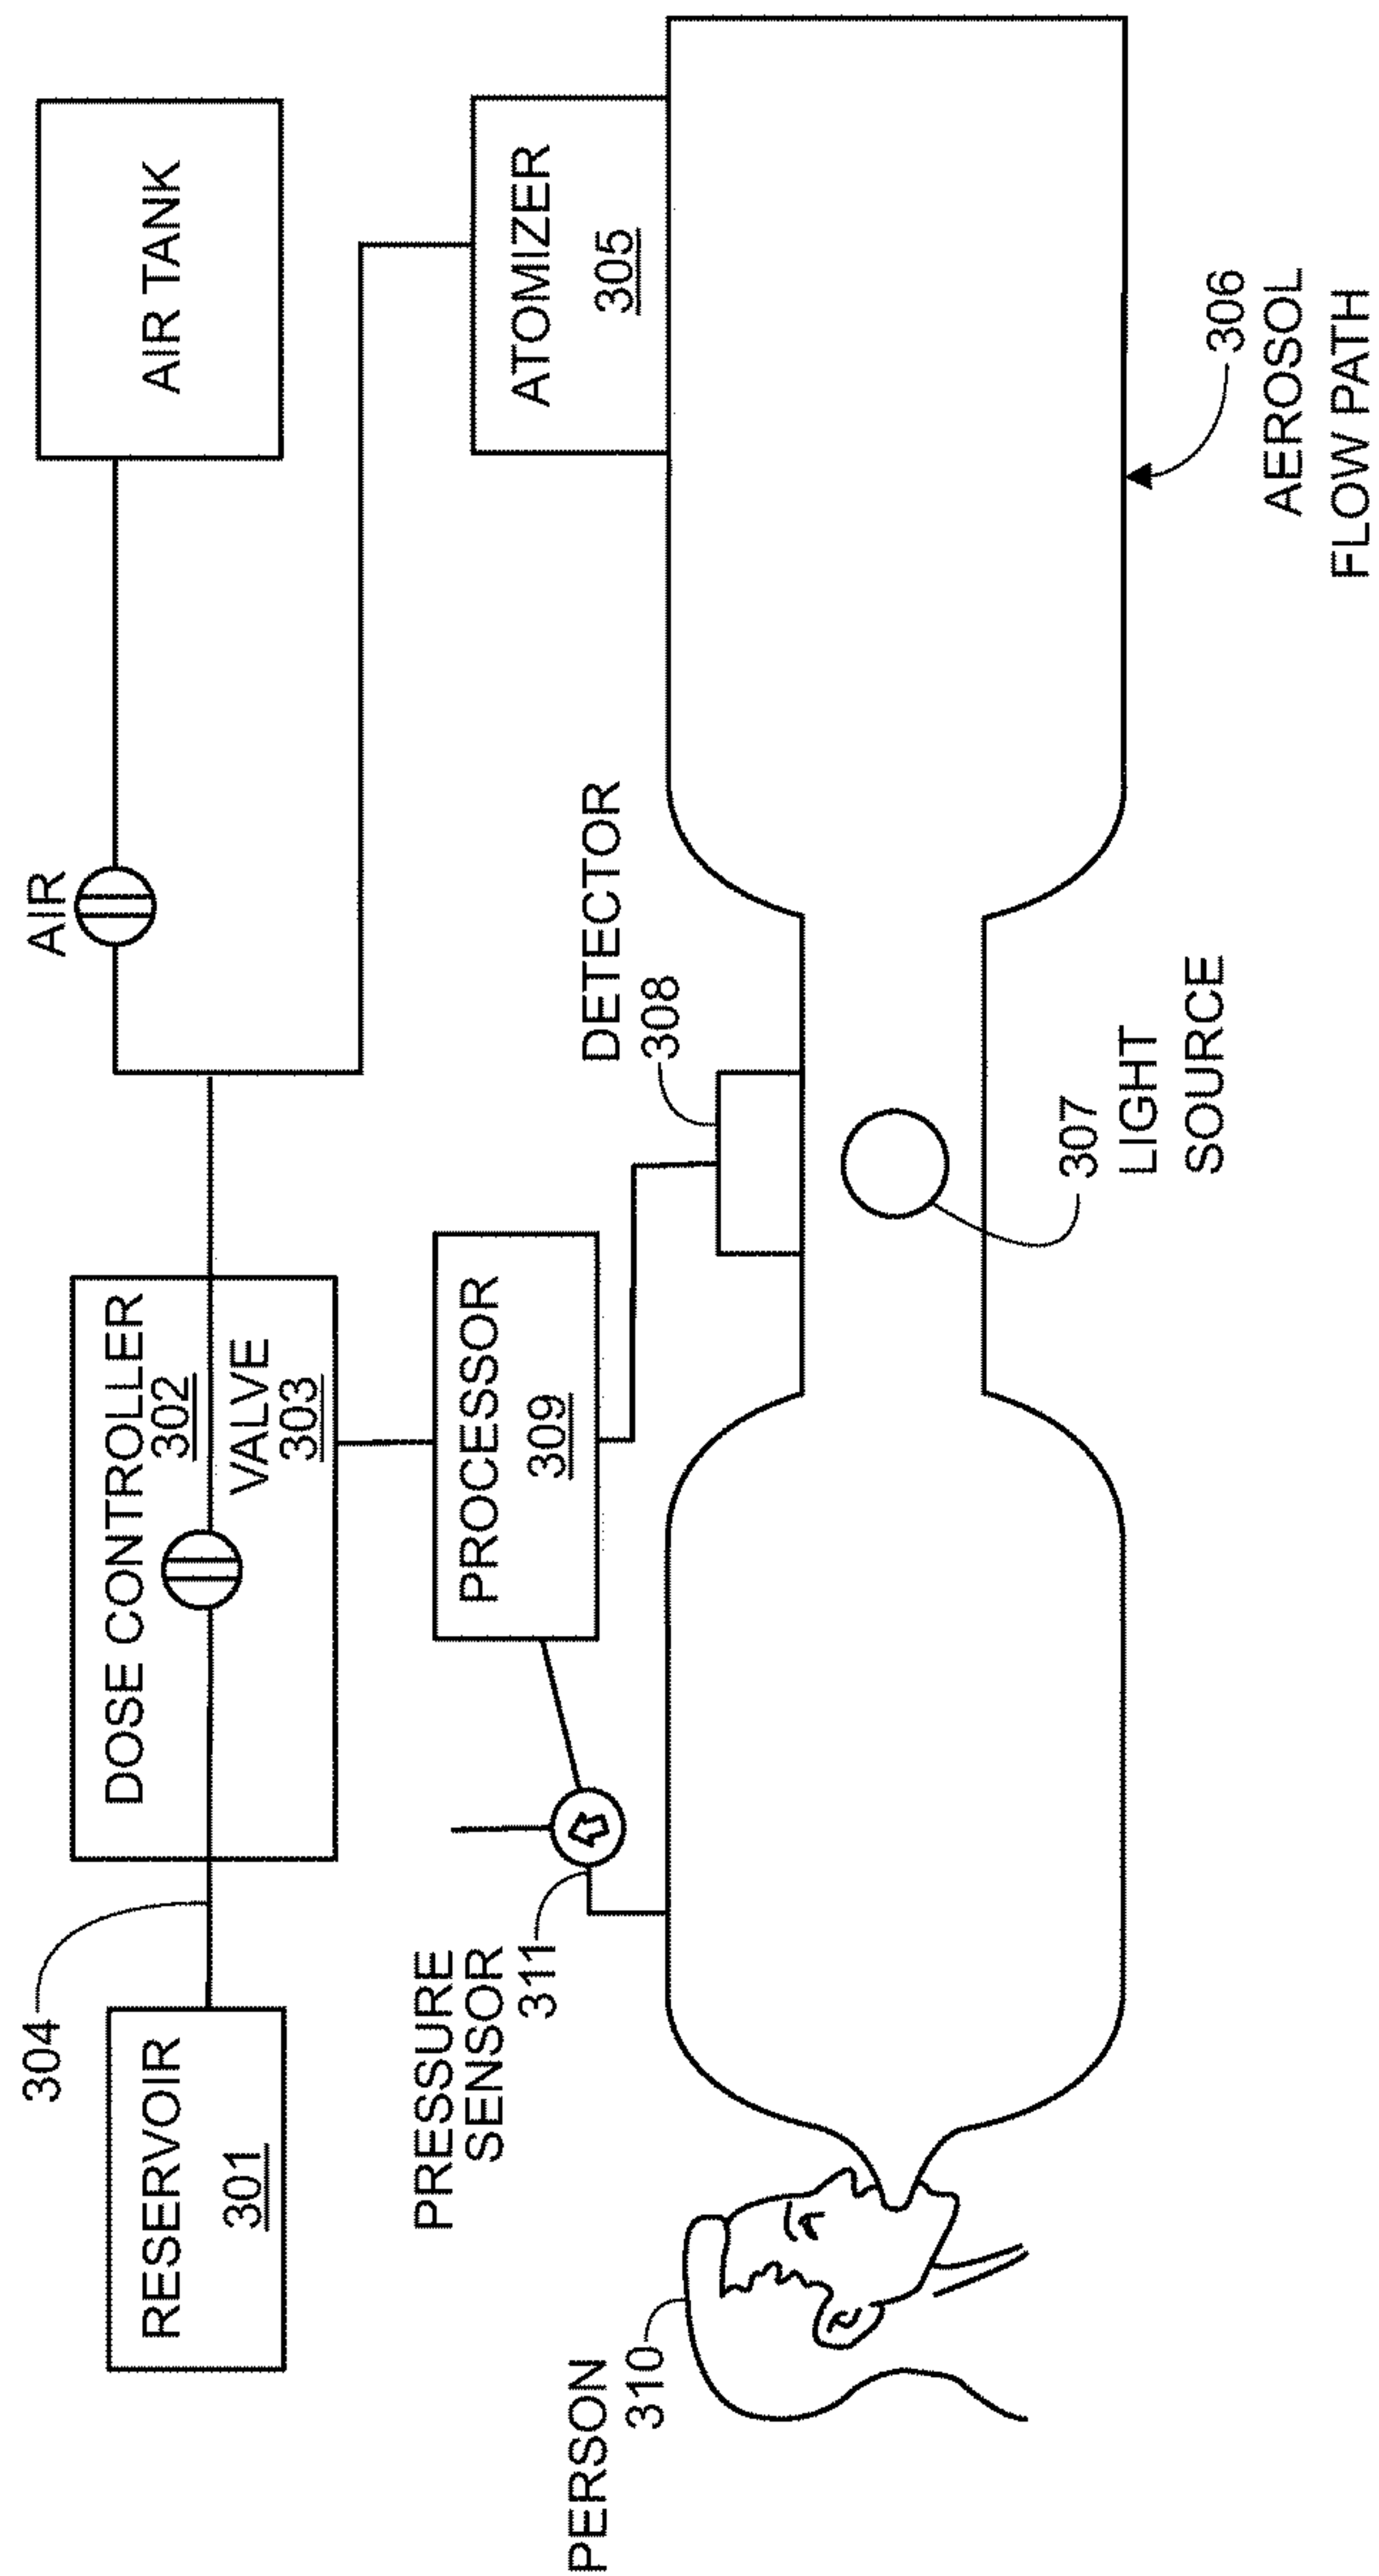 304
RESERVOIR
301
DOSE CONTROLLER
302
VALVE
303
AIR
AIR TANK
PRESSURE
SENSOR
311
PROCESSOR
309
DETECTOR
308
ATOMIZER
305
PERSON
310
307
LIGHT
SOURCE
306
AEROSOL
FLOW PATH